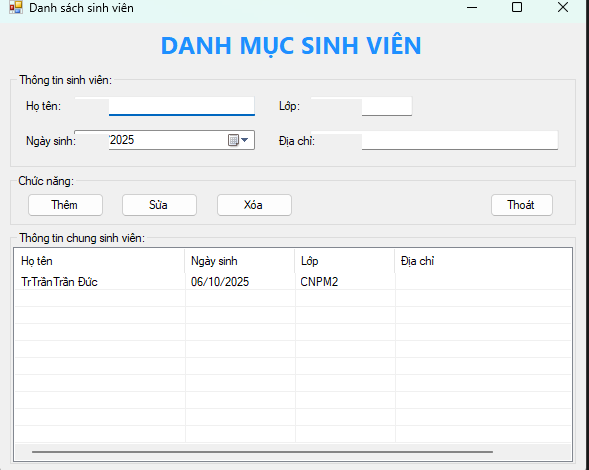 Danh sách sinh viên
DANH MỤC SINH VIÊN
Thông tin sinh viên:
Họ tên: Lớp:
Ngày sinh: /2025 Địa chỉ:
Chức năng:
Thêm Sửa Xóa Thoát
Thông tin chung sinh viên:
Họ tên Ngày sinh Lớp Địa chỉ
TrTrầnTrần Đức 06/10/2025 CNPM2